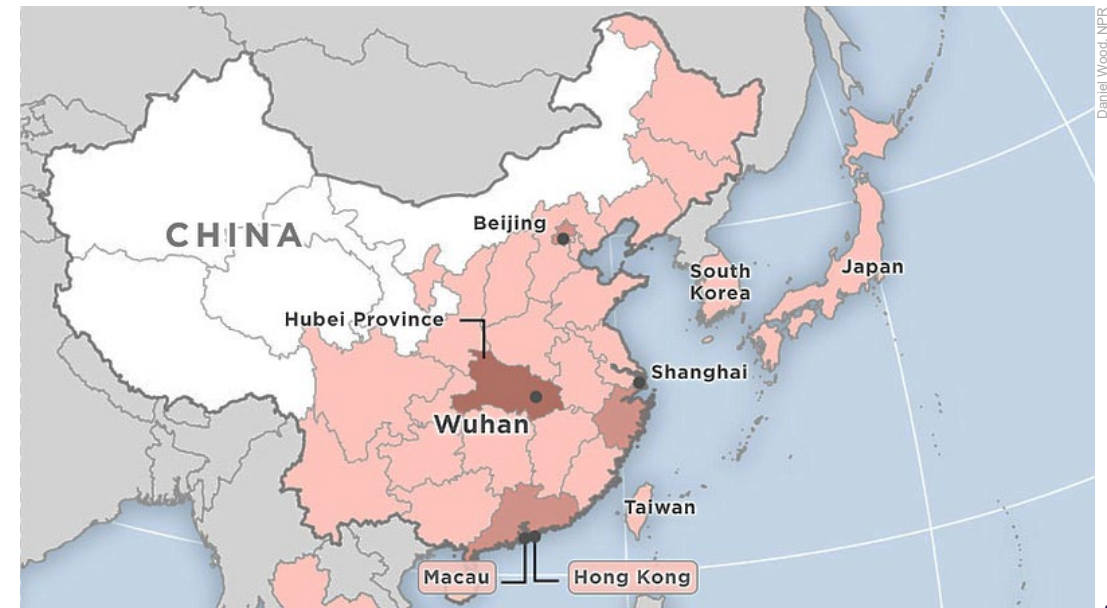 Daniel Wood, NPR
CHINA
Beijing
South
Korea
Japan
Hubei Province
Shanghai
Wuhan
Taiwan
Macau
Hong Kong